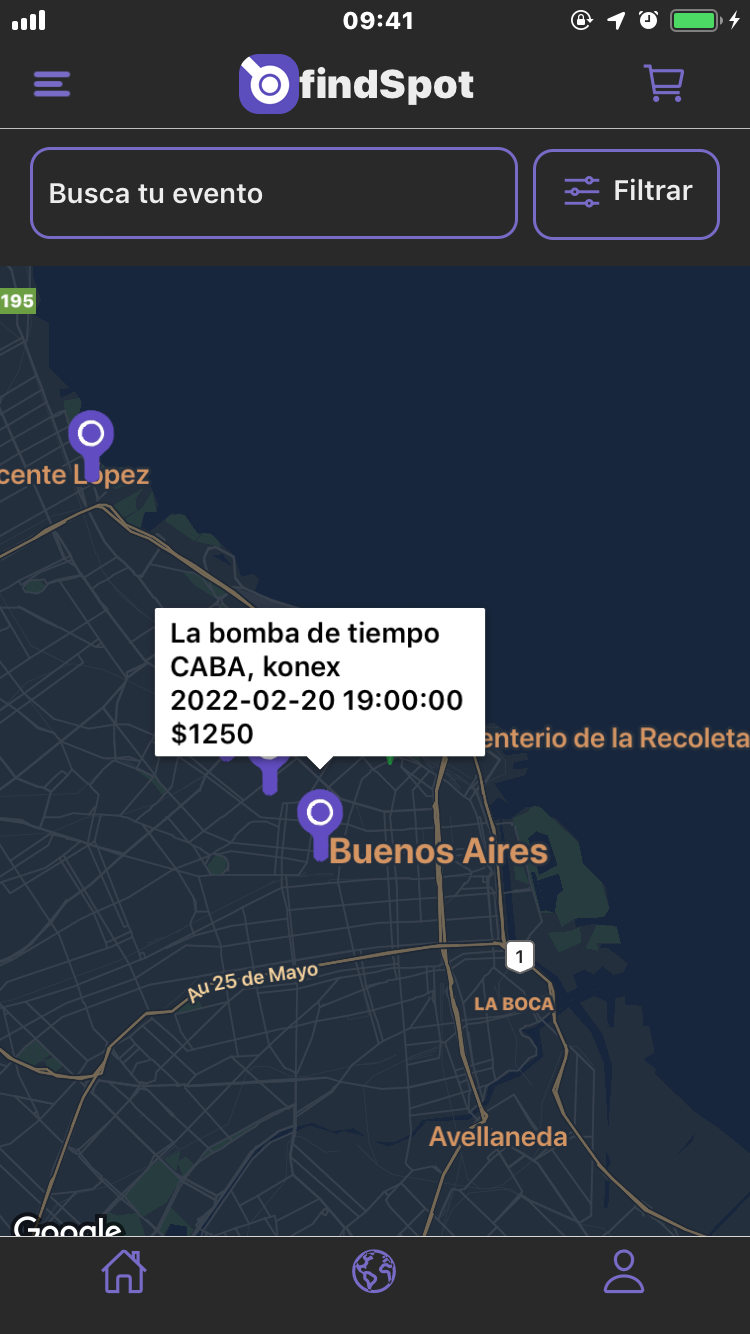 09:41
findSpot
Busca tu evento
Filtrar
195
cente Lopez
La bomba de tiempo
CABA, konex
2022-02-20 19:00:00
$1250
enterio de la Recoleta
Buenos Aires
1
Au 25 de Mayo
LA BOCA
Avellaneda
Google